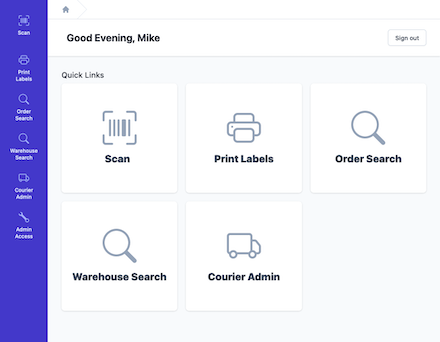 Scan
Print
Labels
Order
Search
Warehouse
Search
Courier
Admin
Admin
Access
Good Evening, Mike
Sign out
Quick Links
Scan
Print Labels
Order Search
Warehouse Search
Courier Admin